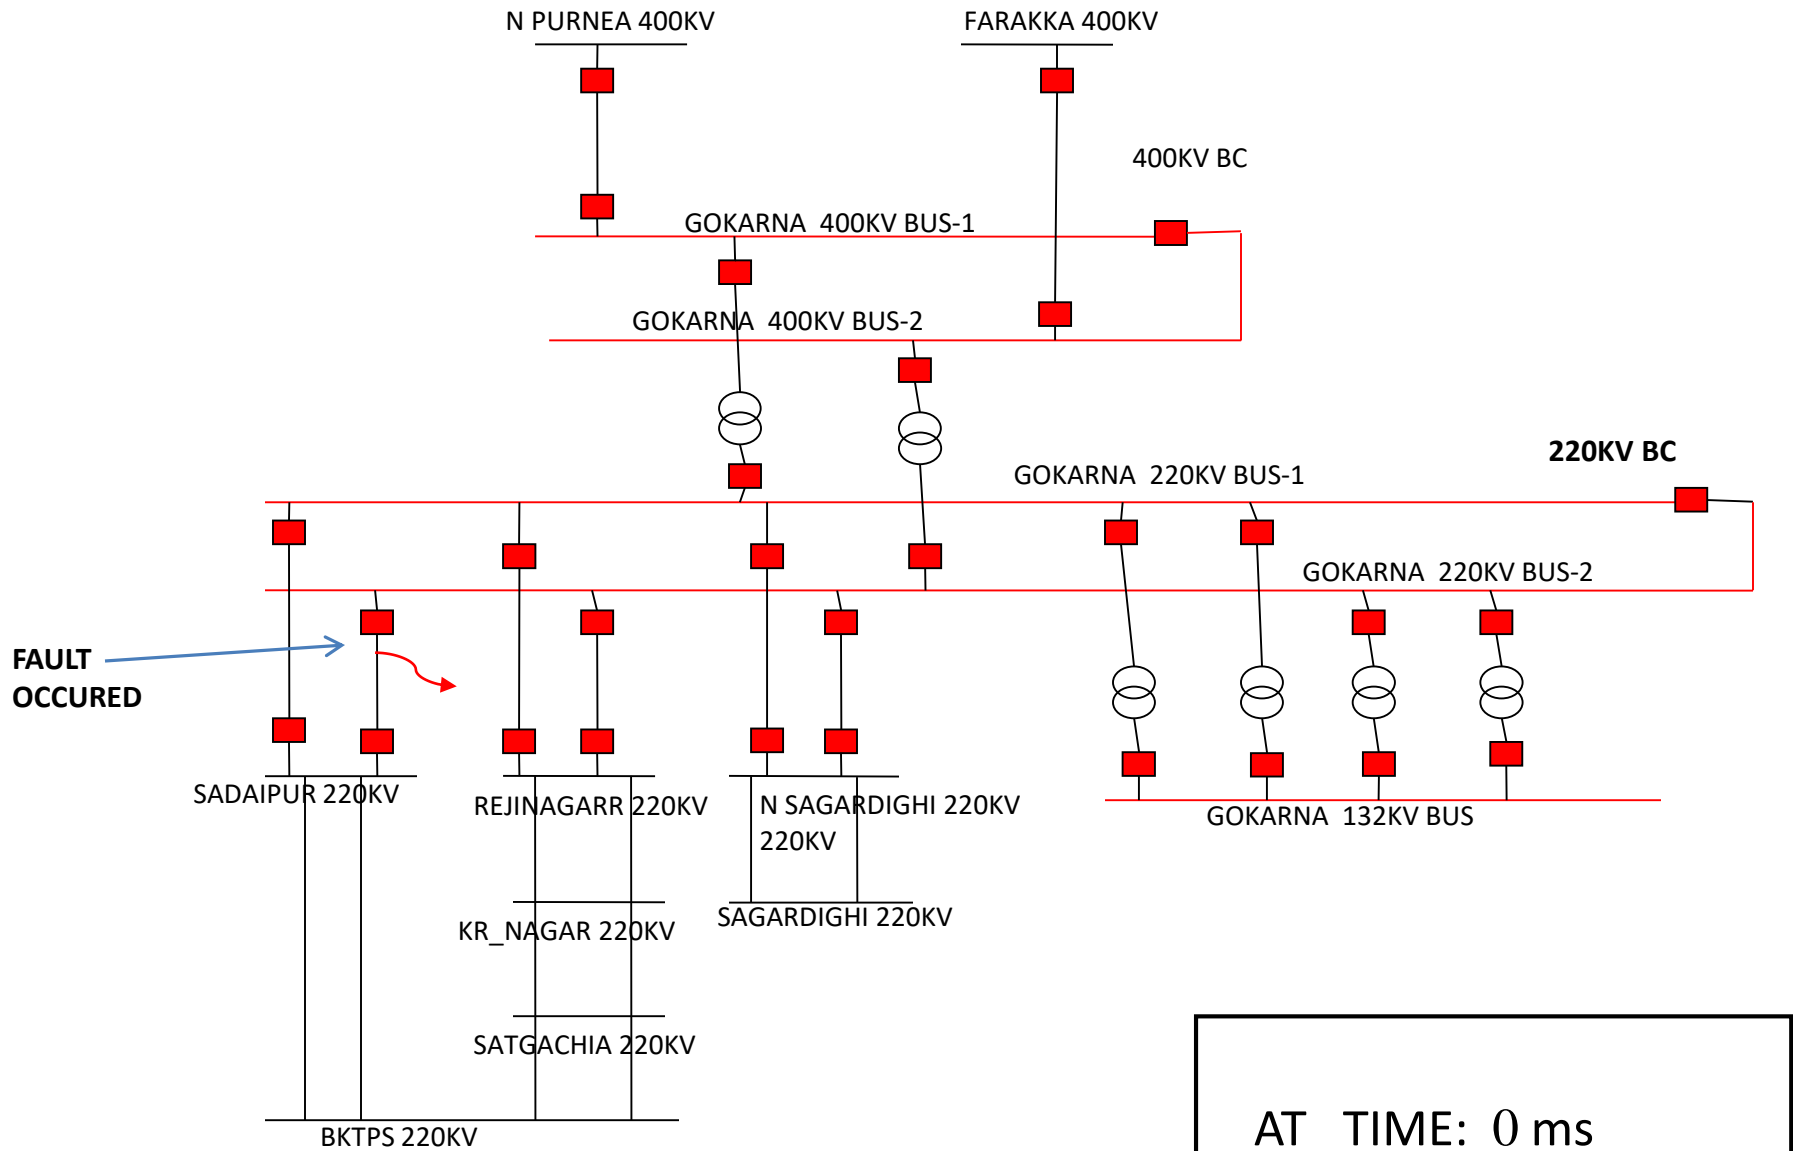 N PURNEA 400KV
FARAKKA 400KV
400KV BC
GOKARNA  400KV BUS-1
GOKARNA  400KV BUS-2
220KV BC
GOKARNA  220KV BUS-1
GOKARNA  220KV BUS-2
FAULT
OCCURED
SADAIPUR 220KV
REJINAGARR 220KV
N SAGARDIGHI 220KV
220KV
GOKARNA  132KV BUS
SAGARDIGHI 220KV
KR_NAGAR 220KV
SATGACHIA 220KV
AT   TIME:  0 ms
BKTPS 220KV